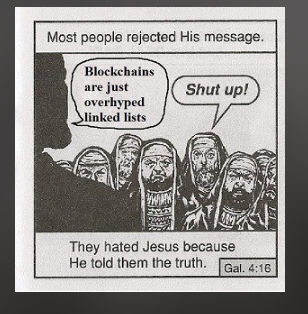 Most people rejected His message.
Blockchains
are just
overhyped
linked lists
Shut up!
They hated Jesus because
He told them the truth.
Gal. 4:16